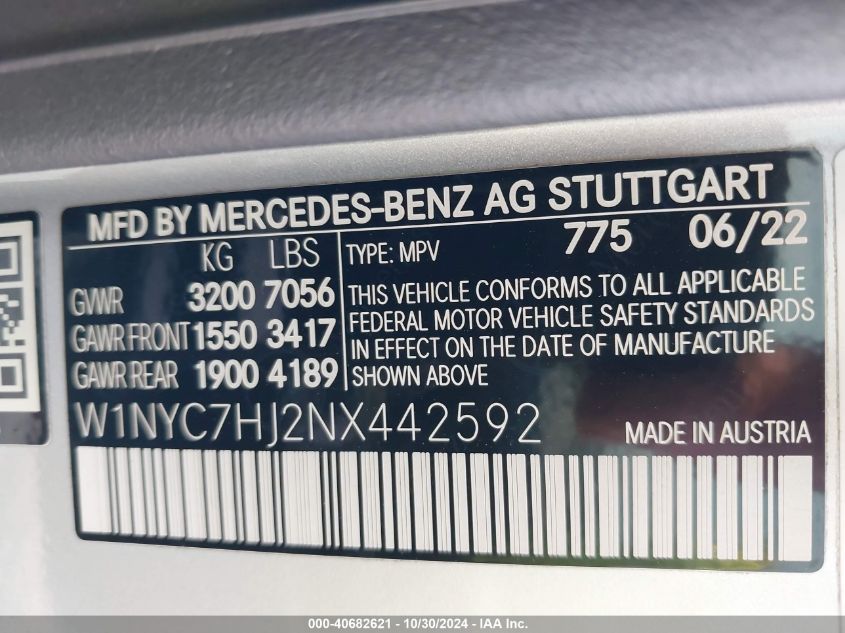 MFD BY MERCEDES-BENZ AG STUTTGART
KG LBS
GVWR 3200 7056
GAWR FRONT 1550 3417
GAWR REAR 1900 4189
TYPE: MPV 775 06/22
THIS VEHICLE CONFORMS TO ALL APPLICABLE
FEDERAL MOTOR VEHICLE SAFETY STANDARDS
IN EFFECT ON THE DATE OF MANUFACTURE
SHOWN ABOVE
W1NYC7HJ2NX442592
MADE IN AUSTRIA
000-40682621 - 10/30/2024 - IAA Inc.